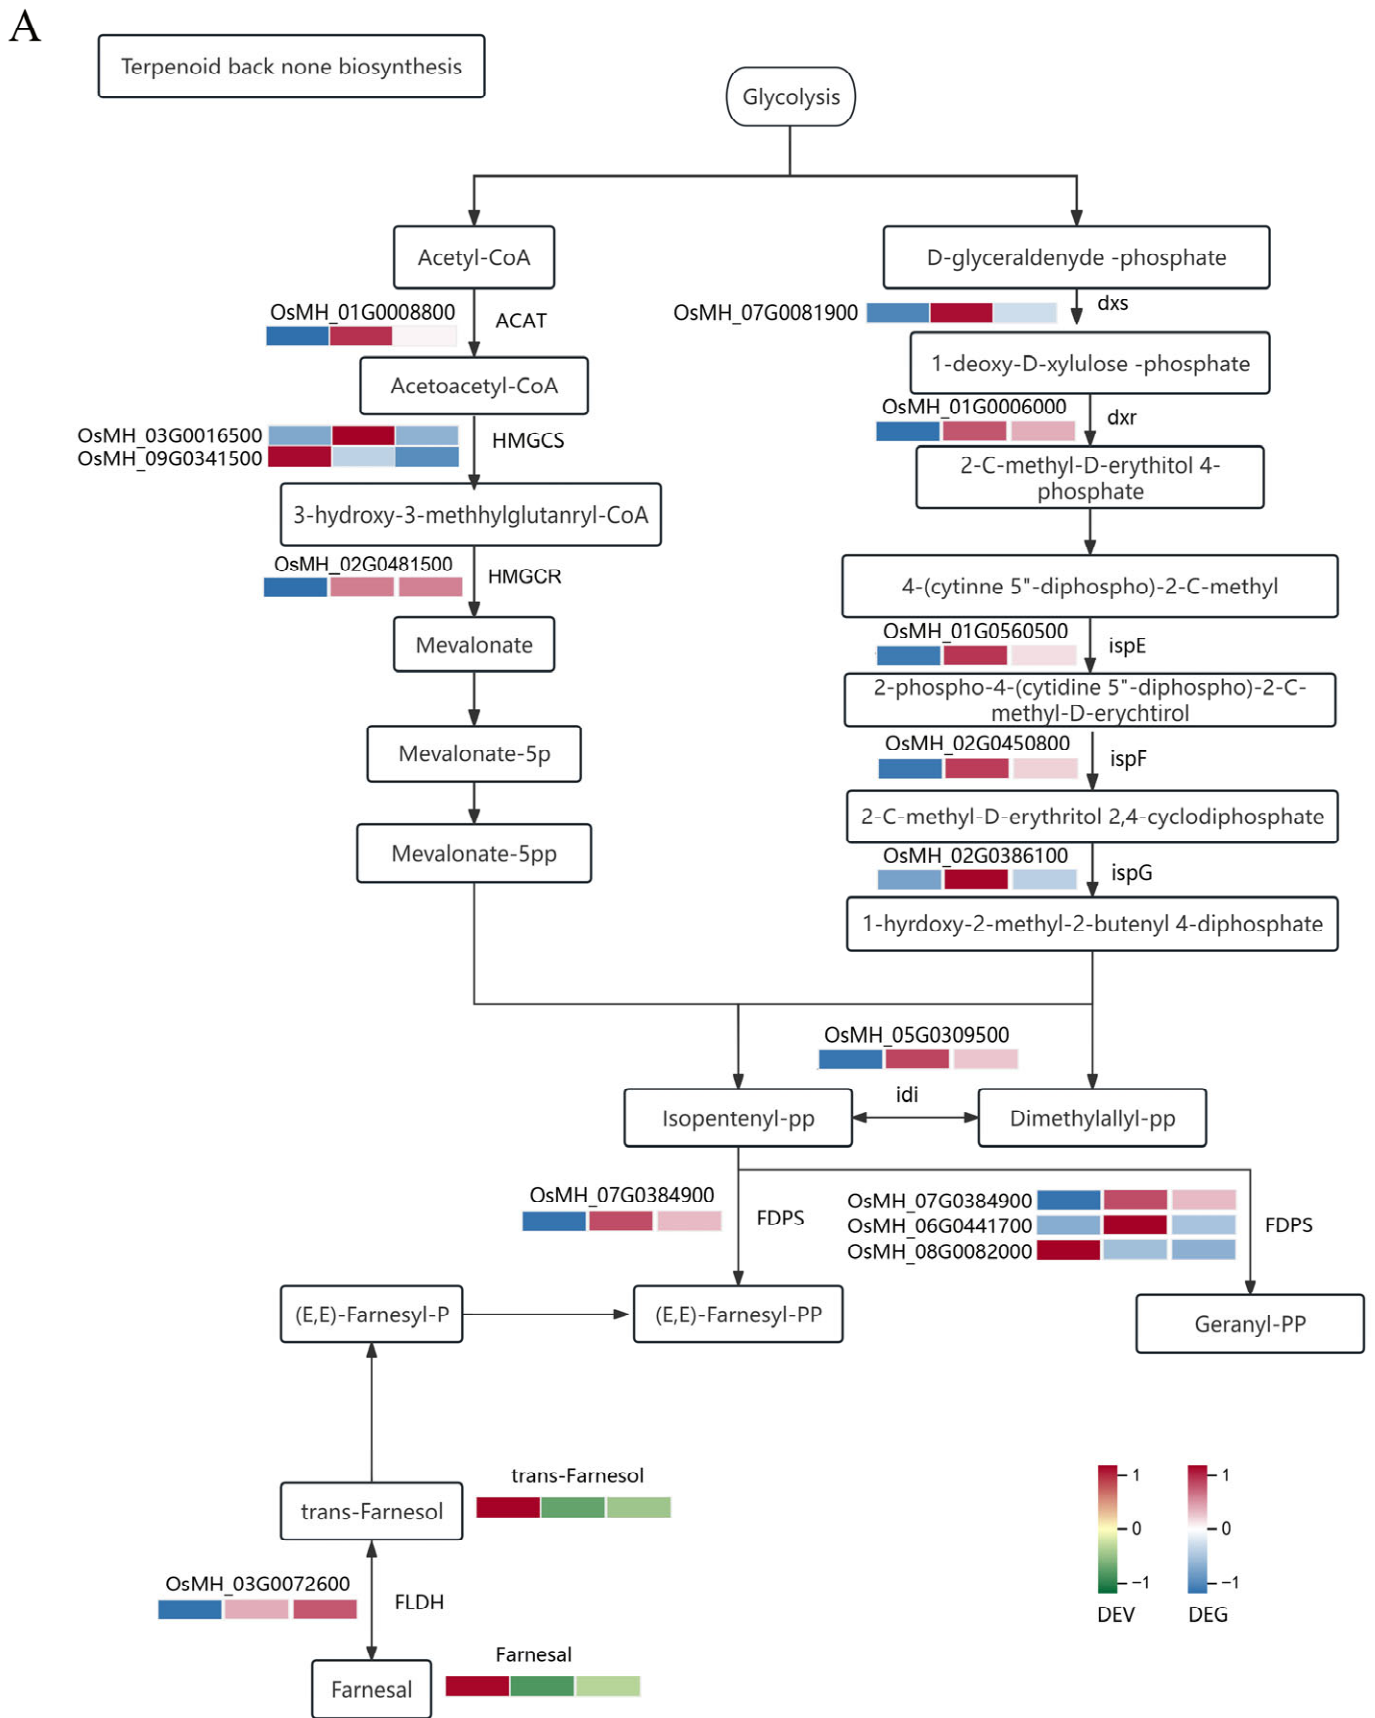 A
Terpenoid back none biosynthesis
Glycolysis
Acetyl-CoA
D-glyceraldenyde -phosphate
OsMH_01G0008800
ACAT
OsMH_07G0081900
dxs
Acetoacetyl-CoA
1-deoxy-D-xylulose -phosphate
OsMH_01G0006000
dxr
OsMH_03G0016500
OsMH_09G0341500
HMGCS
2-C-methyl-D-erythitol 4-
phosphate
3-hydroxy-3-methhylglutanryl-CoA
OsMH_02G0481500
HMGCR
4-(cytinne 5"-diphospho)-2-C-methyl
OsMH_01G0560500
ispE
Mevalonate
2-phospho-4-(cytidine 5"-diphospho)-2-C-
methyl-D-erychtirol
OsMH_02G0450800
ispF
Mevalonate-5p
2-C-methyl-D-erythritol 2,4-cyclodiphosphate
Mevalonate-5pp
OsMH_02G0386100
ispG
1-hyrdoxy-2-methyl-2-butenyl 4-diphosphate
OsMH_05G0309500
idi
Isopentenyl-pp
Dimethylallyl-pp
OsMH_07G0384900
FDPS
OsMH_07G0384900
OsMH_06G0441700
OsMH_08G0082000
FDPS
(E,E)-Farnesyl-P
(E,E)-Farnesyl-PP
Geranyl-PP
trans-Farnesol
trans-Farnesol
OsMH_03G0072600
FLDH
Farnesal
Farnesal
1
0
−1
DEV
1
0
−1
DEG